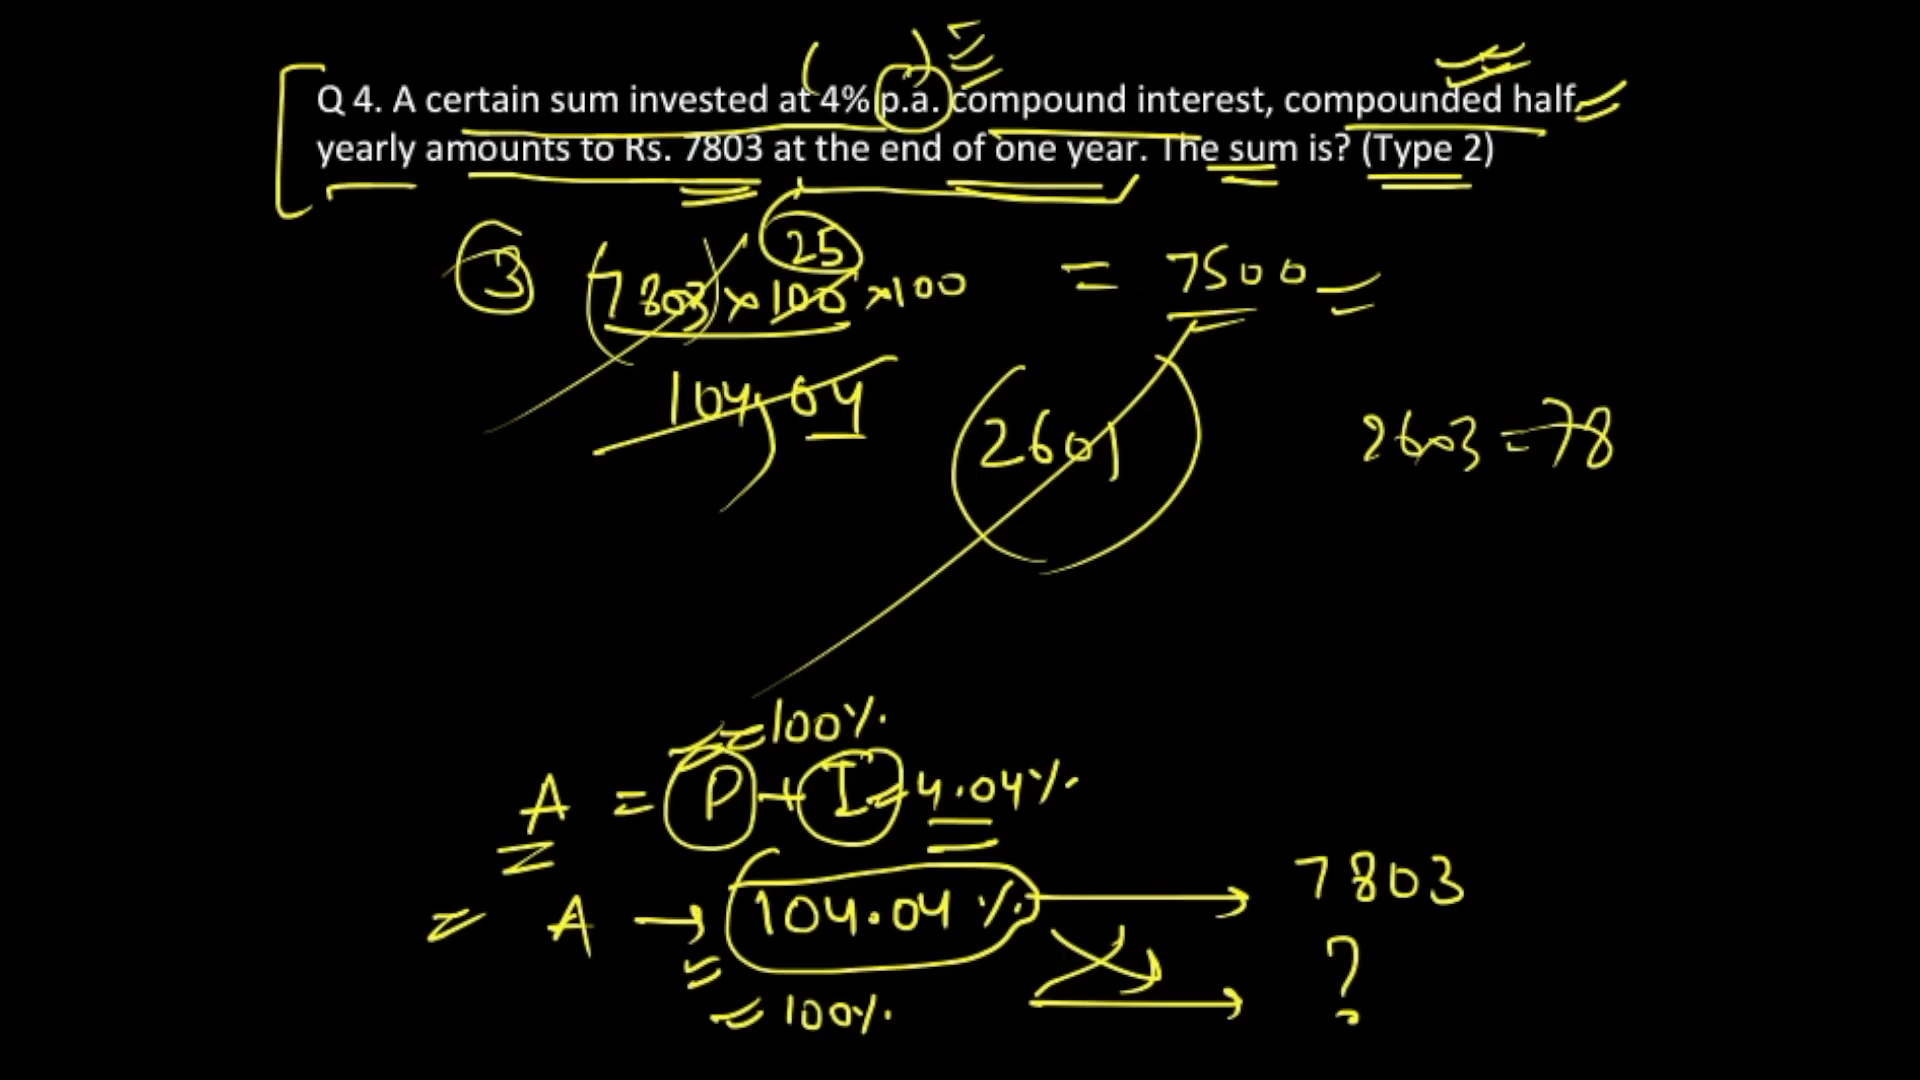 Q 4. A certain sum invested at 4% p.a. compound interest, compounded half
yearly amounts to Rs. 7803 at the end of one year. The sum is? (Type 2)
25
3 7803 × 100 × 100 = 7500
104.04
2601
2603 = 78
= 100%.
A = P + I = 4.04%.
= A → 104.04 % → 7803
= 100%. → ?